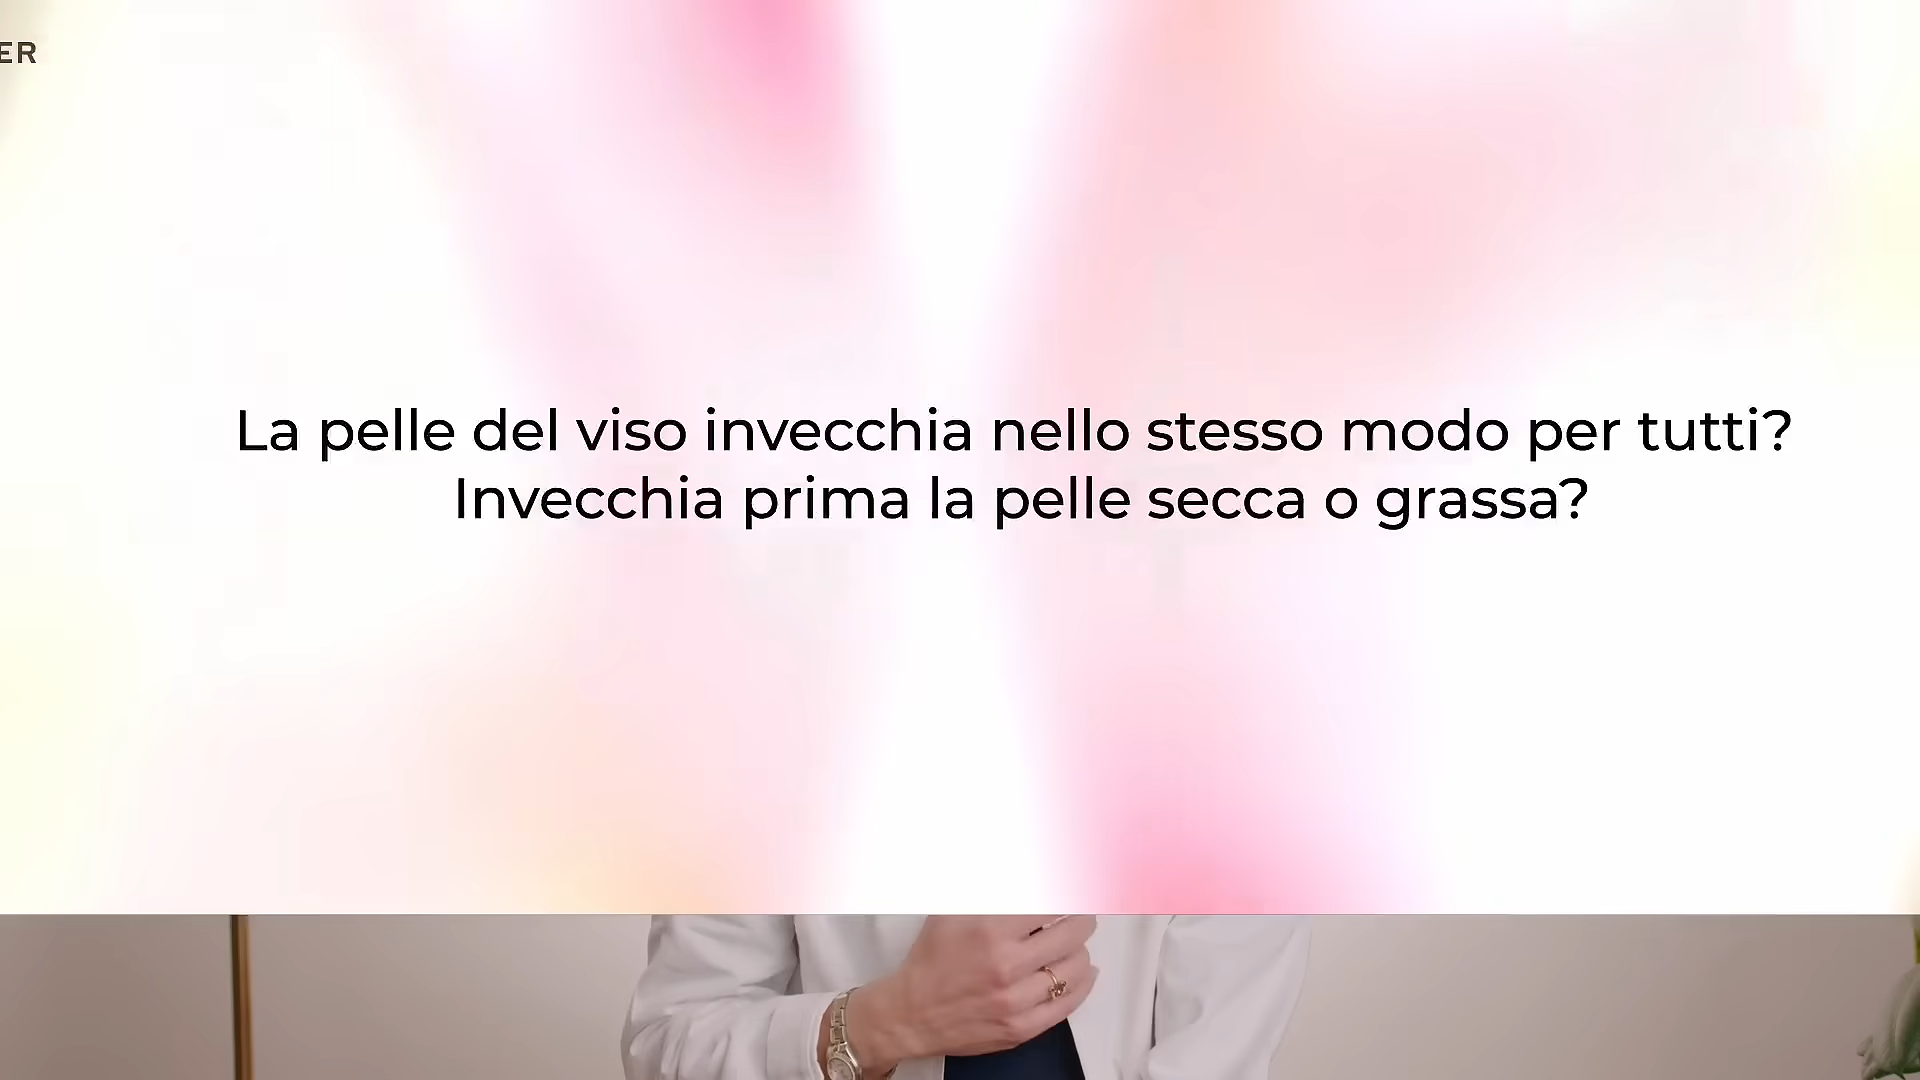 ER
La pelle del viso invecchia nello stesso modo per tutti?
Invecchia prima la pelle secca o grassa?